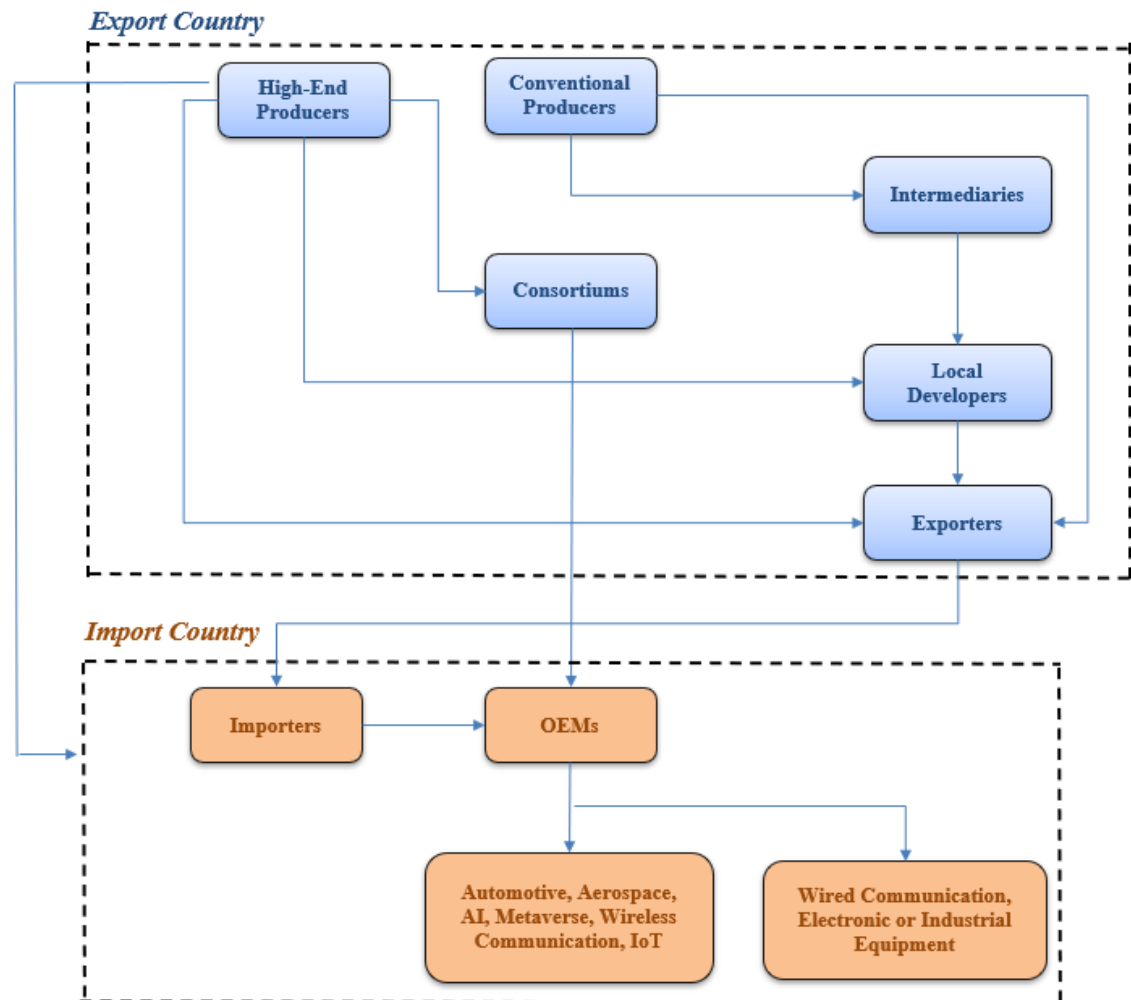 Export Country
High-End
Producers
Conventional
Producers
Intermediaries
Consortiums
Local
Developers
Exporters
Import Country
Importers
OEMs
Automotive, Aerospace,
AI, Metaverse, Wireless
Communication, IoT
Wired Communication,
Electronic or Industrial
Equipment